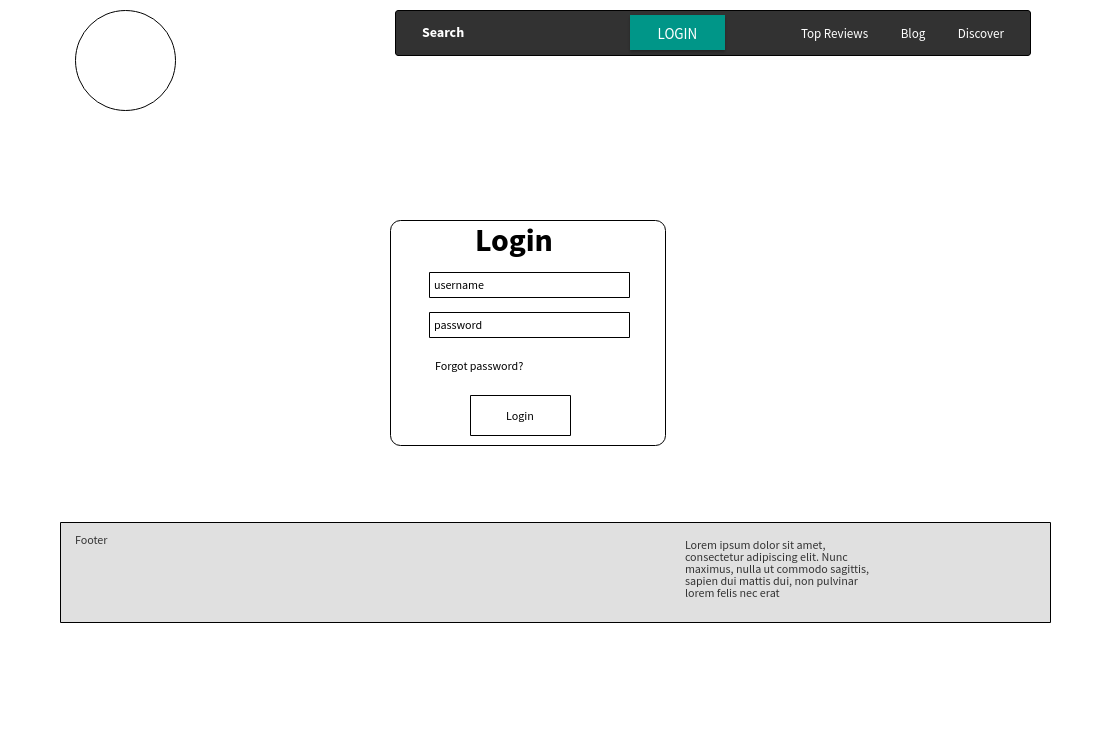 Search LOGIN Top Reviews Blog Discover
Login
username
password
Forgot password?
Login
Footer
Lorem ipsum dolor sit amet,
consectetur adipiscing elit. Nunc
maximus, nulla ut commodo sagittis,
sapien dui mattis dui, non pulvinar
lorem felis nec erat